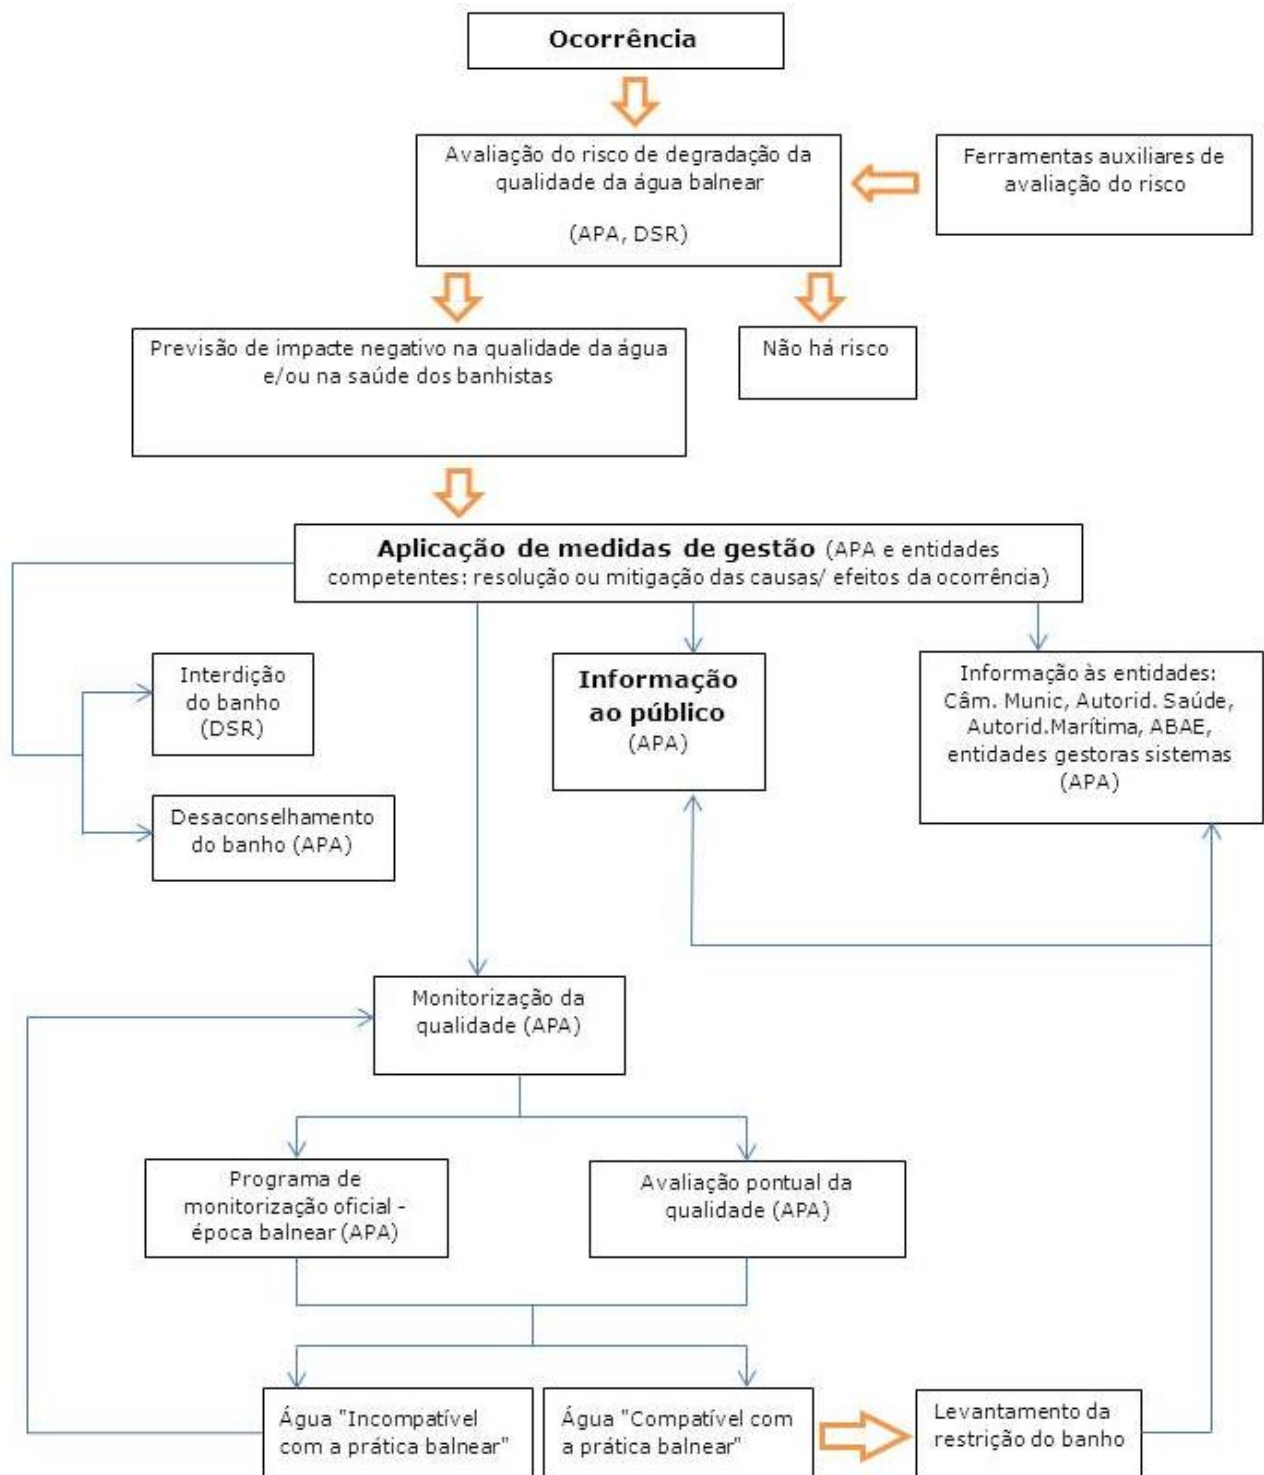 Ocorrência
Avaliação do risco de degradação da
qualidade da água balnear
(APA, DSR)
Ferramentas auxiliares de
avaliação do risco
Previsão de impacte negativo na qualidade da água
e/ou na saúde dos banhistas
Não há risco
Aplicação de medidas de gestão (APA e entidades
competentes: resolução ou mitigação das causas/ efeitos da ocorrência)
Interdição
do banho
(DSR)
Desaconselhamento
do banho (APA)
Informação
ao público
(APA)
Informação às entidades:
Câm. Munic, Autorid. Saúde,
Autorid.Marítima, ABAE,
entidades gestoras sistemas
(APA)
Monitorização da
qualidade (APA)
Programa de
monitorização oficial -
época balnear (APA)
Avaliação pontual da
qualidade (APA)
Água "Incompatível
com a prática balnear"
Água "Compatível com
a prática balnear"
Levantamento da
restrição do banho